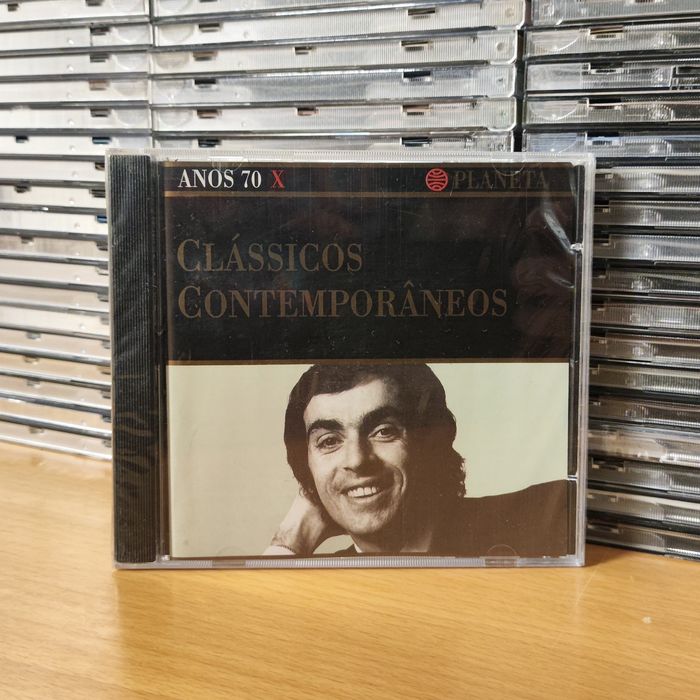 ANOS 70 X
PLANETA
CLÁSSICOS
CONTEMPORÂNEOS